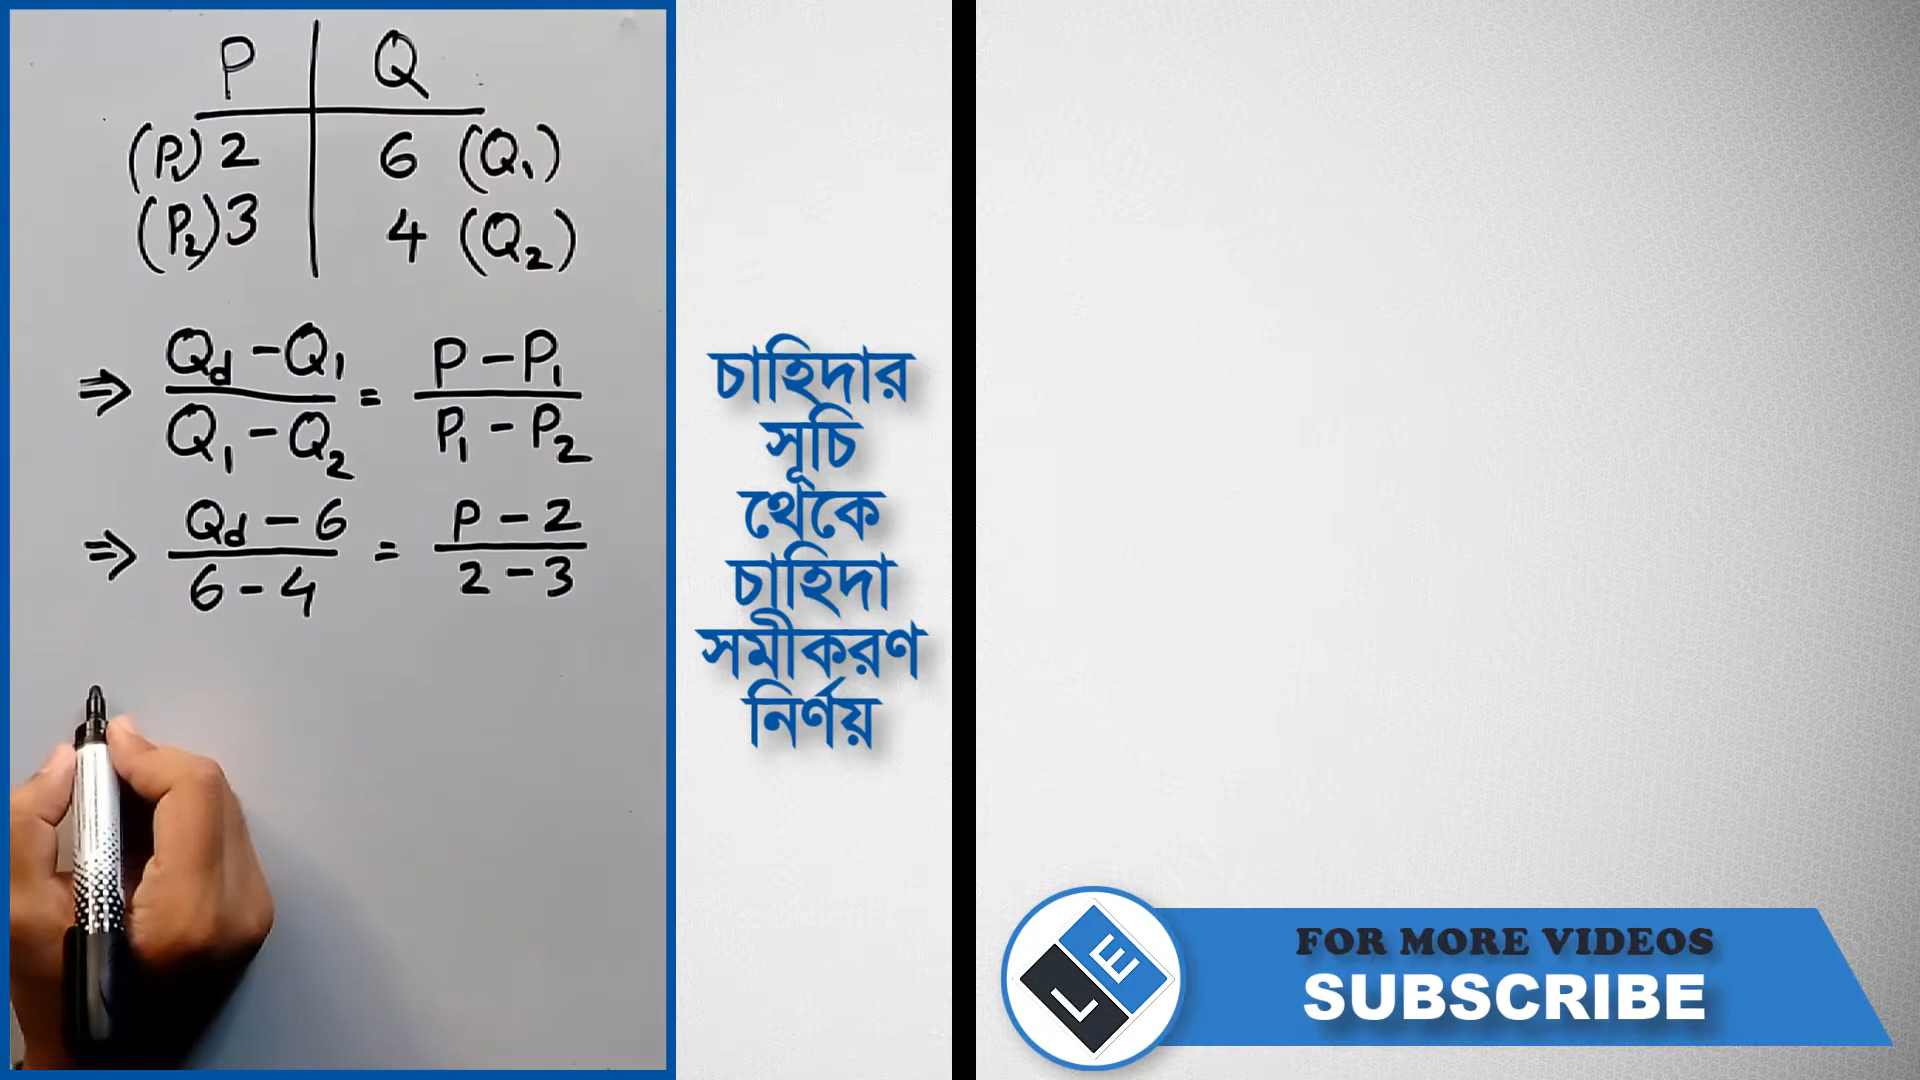 P Q
(P₁) 2 6 (Q₁)
(P₂) 3 4 (Q₂)
⇒ (Qd - Q₁)/(Q₁ - Q₂) = (P - P₁)/(P₁ - P₂)
⇒ (Qd - 6)/(6 - 4) = (P - 2)/(2 - 3)
চাহিদার
সূচি
থেকে
চাহিদা
সমীকরণ
নির্ণয়
LE
FOR MORE VIDEOS
SUBSCRIBE